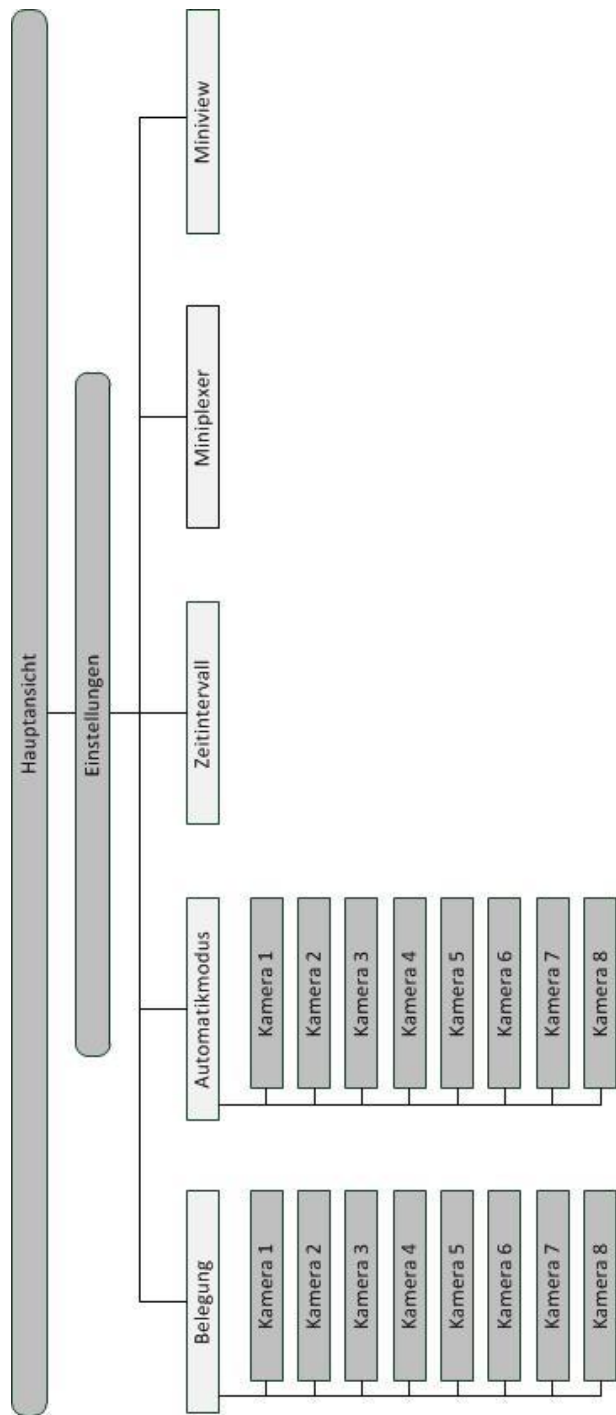 Hauptansicht
Einstellungen
Belegung
Kamera 1
Kamera 2
Kamera 3
Kamera 4
Kamera 5
Kamera 6
Kamera 7
Kamera 8
Automatikmodus
Kamera 1
Kamera 2
Kamera 3
Kamera 4
Kamera 5
Kamera 6
Kamera 7
Kamera 8
Zeitintervall
Miniplexer
Miniview